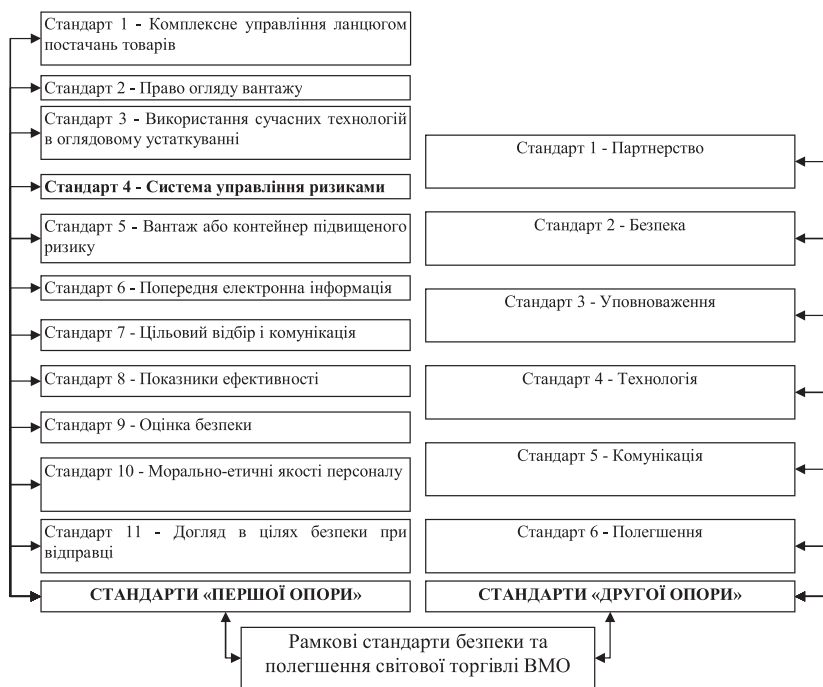 Стандарт 1 - Комплексне управління ланцюгом
постачань товарів
Стандарт 2 - Право огляду вантажу
Стандарт 3 - Використання сучасних технологій
в оглядовому устаткуванні
Стандарт 4 - Система управління ризиками
Стандарт 5 - Вантаж або контейнер підвищеного
ризику
Стандарт 6 - Попередня електронна інформація
Стандарт 7 - Цільовий відбір і комунікація
Стандарт 8 - Показники ефективності
Стандарт 9 - Оцінка безпеки
Стандарт 10 - Морально-етичні якості персоналу
Стандарт 11 - Догляд в цілях безпеки при
відправці
СТАНДАРТИ «ПЕРШОЇ ОПОРИ»
Стандарт 1 - Партнерство
Стандарт 2 - Безпека
Стандарт 3 - Уповноваження
Стандарт 4 - Технологія
Стандарт 5 - Комунікація
Стандарт 6 - Полегшення
СТАНДАРТИ «ДРУГОЇ ОПОРИ»
Рамкові стандарти безпеки та
полегшення світової торгівлі ВМО